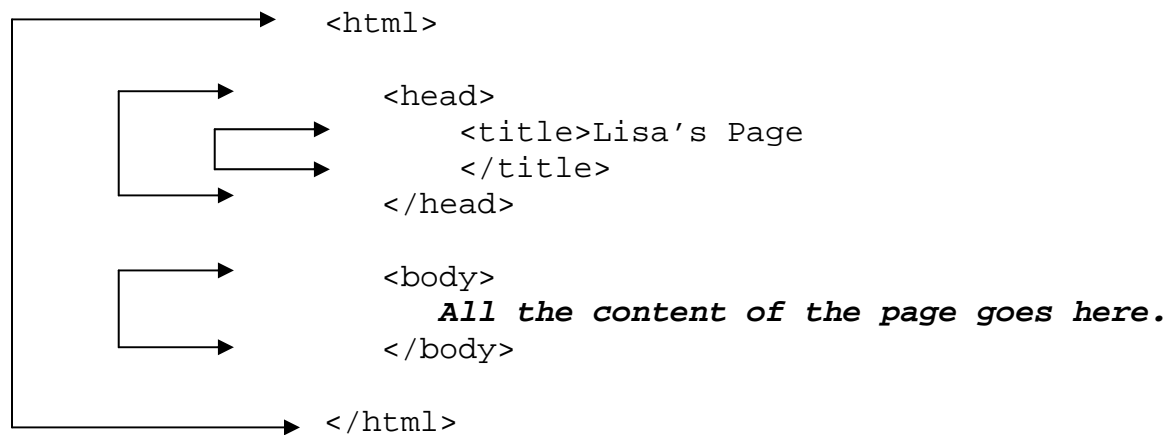 <html>
<head>
<title>Lisa’s Page
</title>
</head>
<body>
All the content of the page goes here.
</body>
</html>